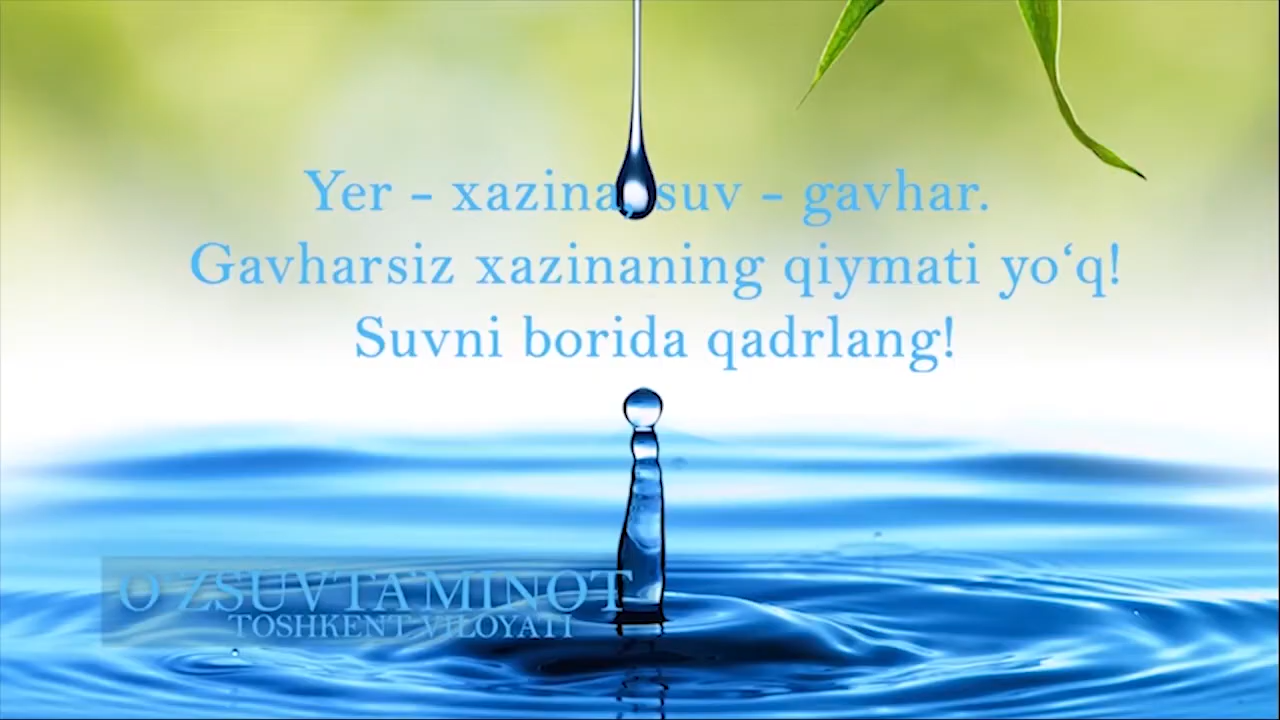 Yer - xazina, suv - gavhar.
Gavharsiz xazinaning qiymati yo‘q!
Suvni borida qadrlang!
O'ZSUVTA'MINOT
TOSHKENT VILOYATI